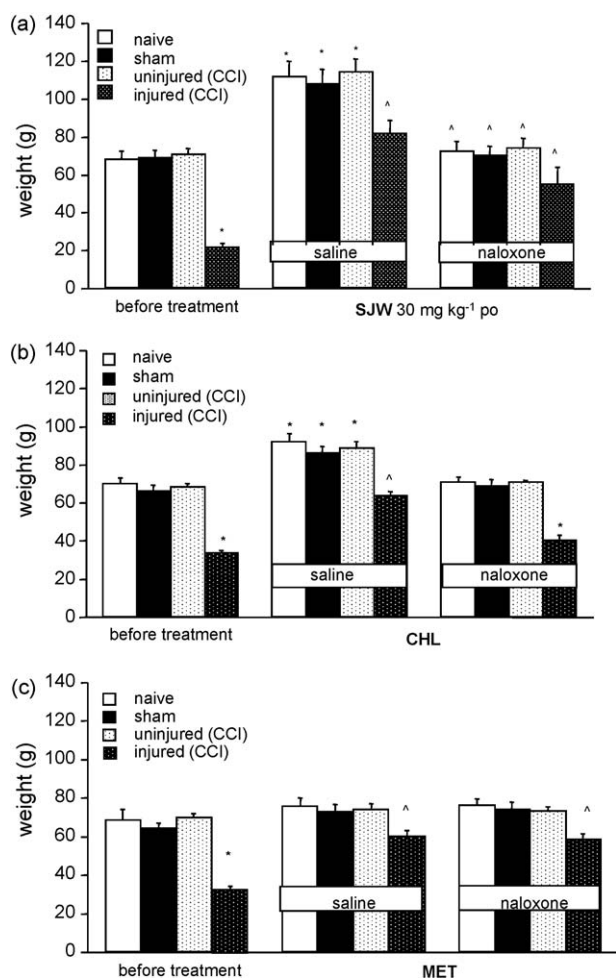 (a)
140
120
100
80
60
40
20
0
weight (g)
naive
sham
uninjured (CCI)
injured (CCI)
*
* * * ^
^ ^ ^ ^
saline
naloxone
before treatment
SJW 30 mg kg-1 po
(b)
140
120
100
80
60
40
20
0
weight (g)
naive
sham
uninjured (CCI)
injured (CCI)
*
* * * ^
*
saline
naloxone
before treatment
CHL
(c)
140
120
100
80
60
40
20
0
weight (g)
naive
sham
uninjured (CCI)
injured (CCI)
*
^
^
saline
naloxone
before treatment
MET